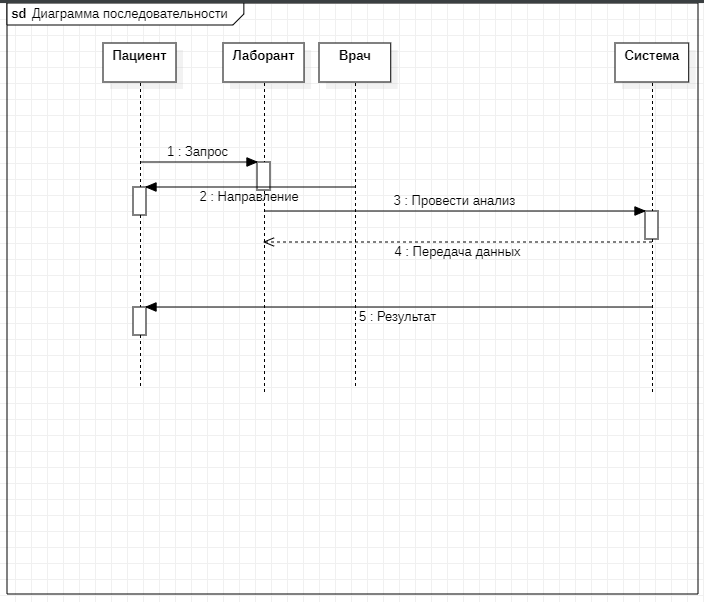 sd Диаграмма последовательности
Пациент
Лаборант
Врач
Система
1 : Запрос
2 : Направление
3 : Провести анализ
4 : Передача данных
5 : Результат